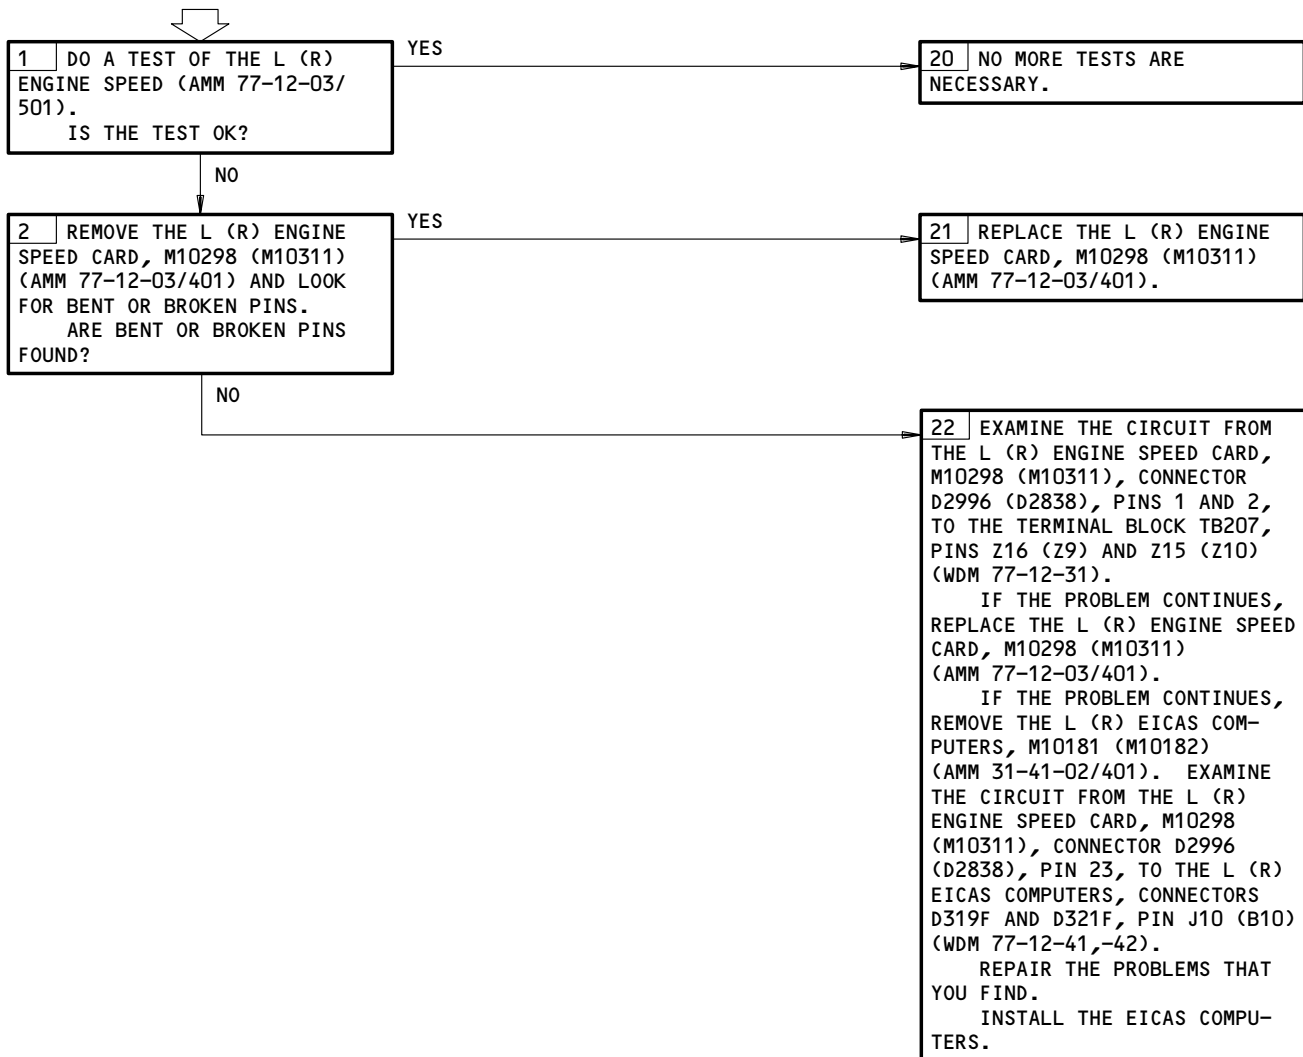 1 DO A TEST OF THE L (R)
ENGINE SPEED (AMM 77-12-03/
501).
IS THE TEST OK?
YES
20 NO MORE TESTS ARE
NECESSARY.
NO
2 REMOVE THE L (R) ENGINE
SPEED CARD, M10298 (M10311)
(AMM 77-12-03/401) AND LOOK
FOR BENT OR BROKEN PINS.
ARE BENT OR BROKEN PINS
FOUND?
YES
21 REPLACE THE L (R) ENGINE
SPEED CARD, M10298 (M10311)
(AMM 77-12-03/401).
NO
22 EXAMINE THE CIRCUIT FROM
THE L (R) ENGINE SPEED CARD,
M10298 (M10311), CONNECTOR
D2996 (D2838), PINS 1 AND 2,
TO THE TERMINAL BLOCK TB207,
PINS Z16 (Z9) AND Z15 (Z10)
(WDM 77-12-31).
IF THE PROBLEM CONTINUES,
REPLACE THE L (R) ENGINE SPEED
CARD, M10298 (M10311)
(AMM 77-12-03/401).
IF THE PROBLEM CONTINUES,
REMOVE THE L (R) EICAS COM-
PUTERS, M10181 (M10182)
(AMM 31-41-02/401). EXAMINE
THE CIRCUIT FROM THE L (R)
ENGINE SPEED CARD, M10298
(M10311), CONNECTOR D2996
(D2838), PIN 23, TO THE L (R)
EICAS COMPUTERS, CONNECTORS
D319F AND D321F, PIN J10 (B10)
(WDM 77-12-41,-42).
REPAIR THE PROBLEMS THAT
YOU FIND.
INSTALL THE EICAS COMPU-
TERS.